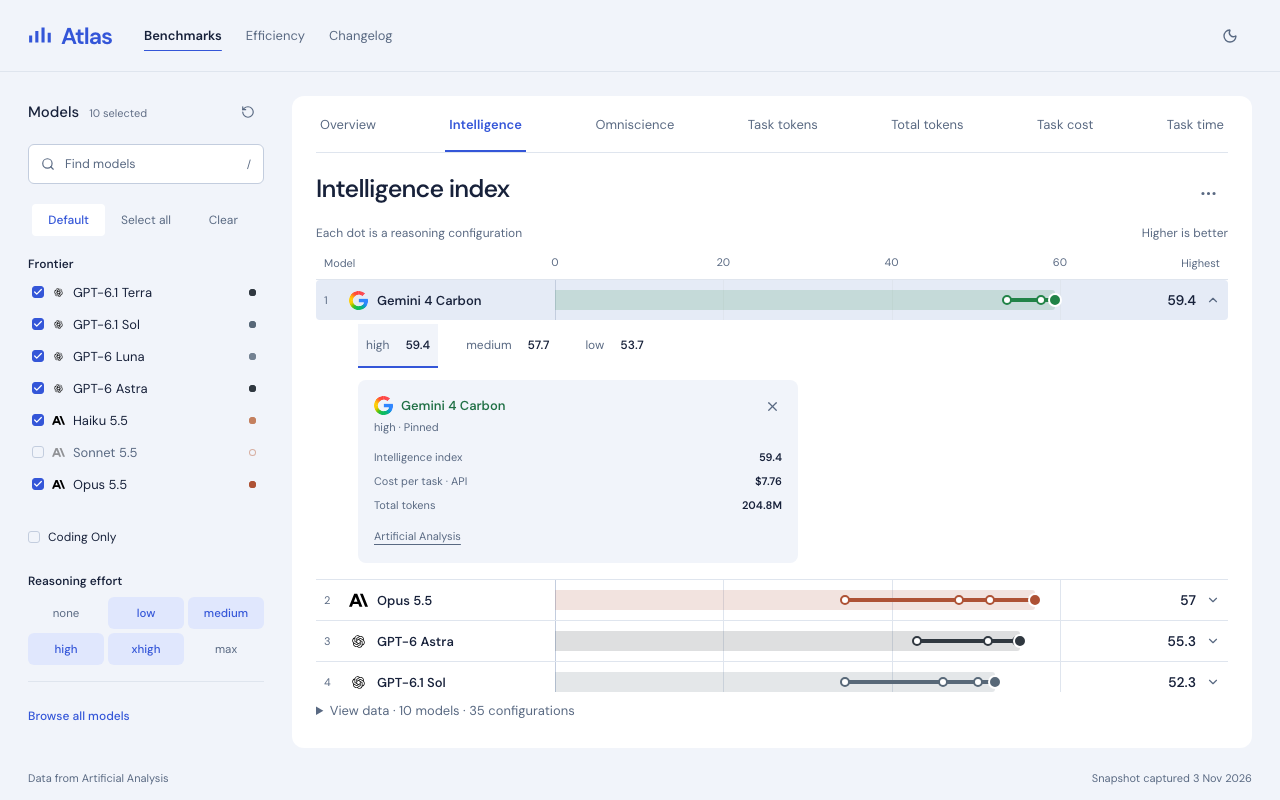 Atlas
Benchmarks Efficiency Changelog
Models 10 selected
Find models /
Default Select all Clear
Frontier
GPT-6.1 Terra
GPT-6.1 Sol
GPT-6 Luna
GPT-6 Astra
Haiku 5.5
Sonnet 5.5
Opus 5.5
Coding Only
Reasoning effort
none low medium
high xhigh max
Browse all models
Overview Intelligence Omniscience Task tokens Total tokens Task cost Task time
Intelligence index
...
Each dot is a reasoning configuration Higher is better
Model 0 20 40 60 Highest
1 Gemini 4 Carbon 59.4
high 59.4 medium 57.7 low 53.7
Gemini 4 Carbon
high · Pinned
Intelligence index 59.4
Cost per task · API $7.76
Total tokens 204.8M
Artificial Analysis
2 Opus 5.5 57
3 GPT-6 Astra 55.3
4 GPT-6.1 Sol 52.3
View data · 10 models · 35 configurations
Data from Artificial Analysis Snapshot captured 3 Nov 2026